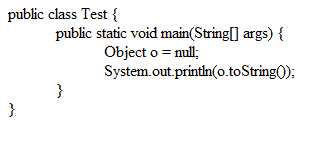 public class Test {
public static void main(String[] args) {
Object o = null;
System.out.println(o.toString());
}
}